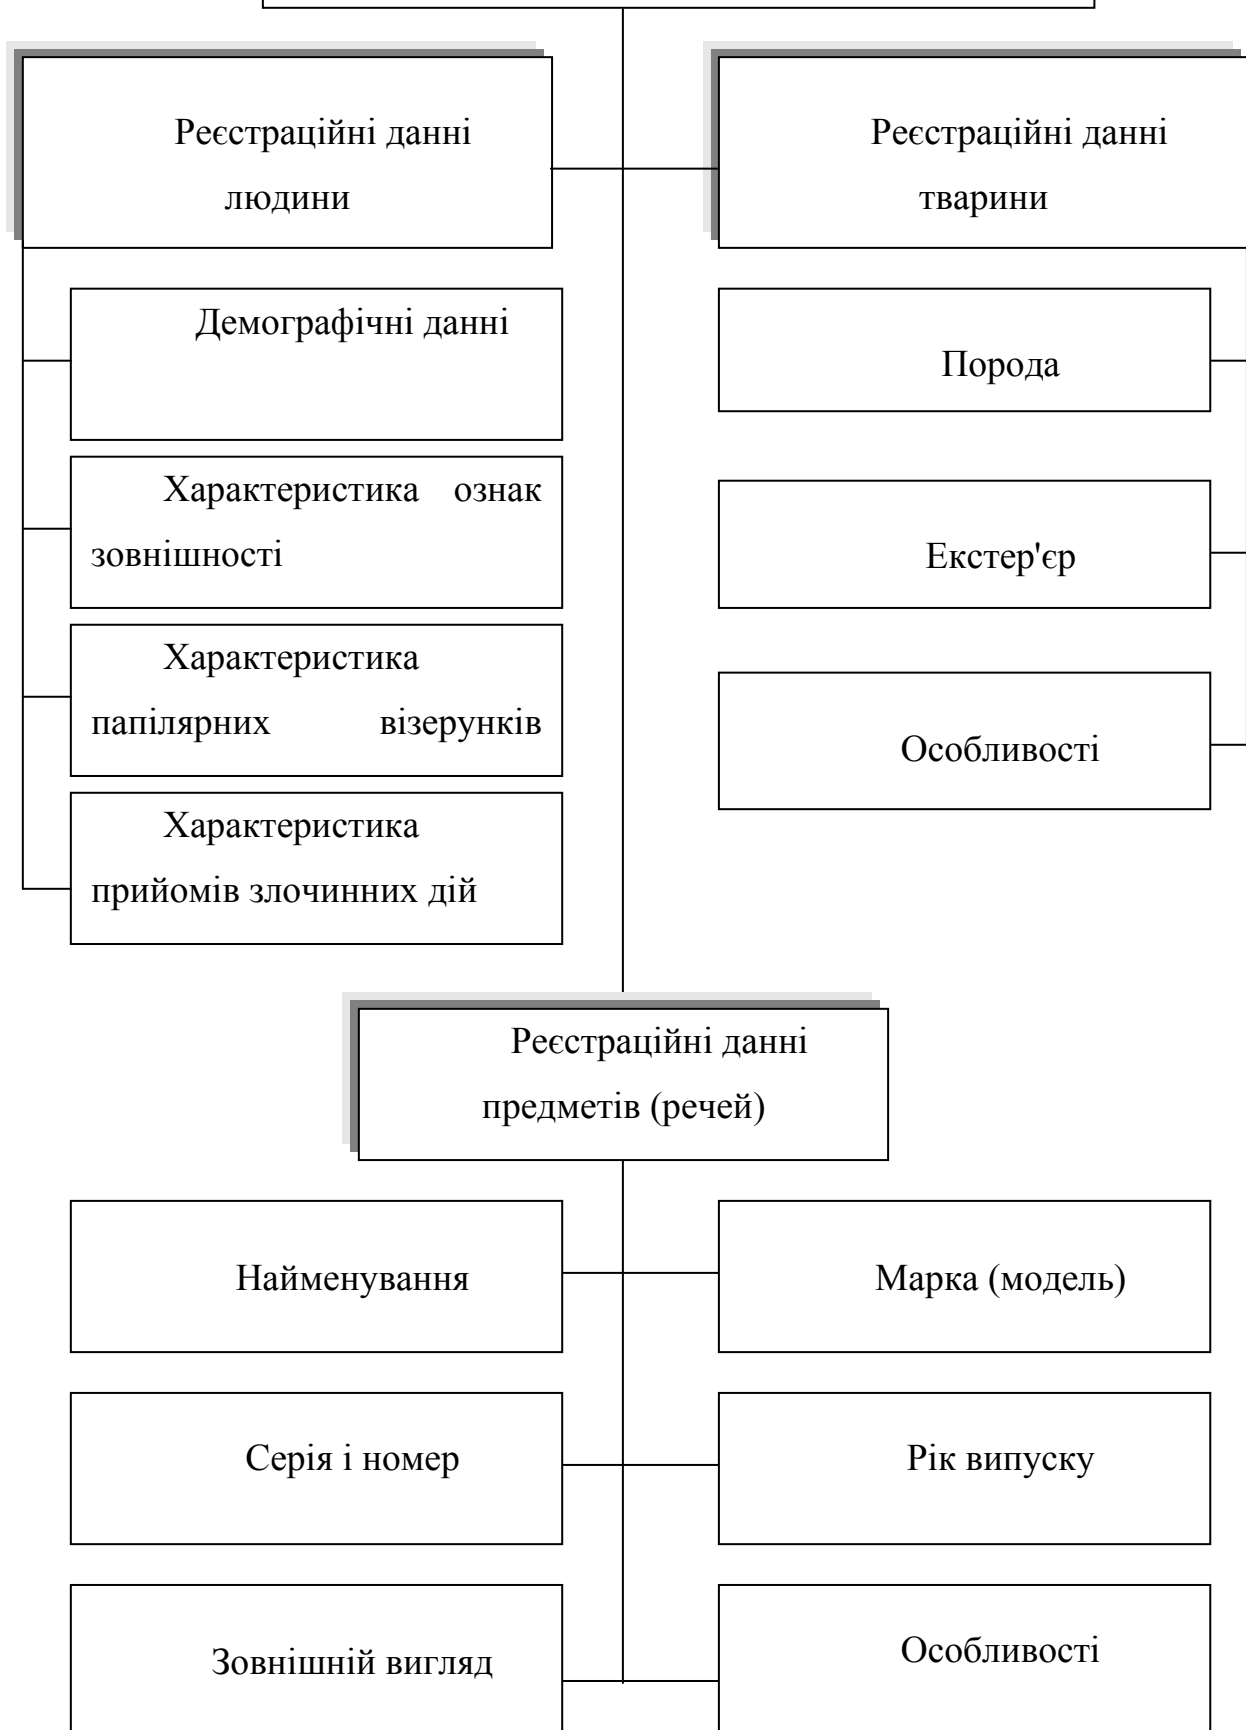 Реєстраційні данні
людини
Реєстраційні данні
тварини
Демографічні данні
Характеристика ознак
зовнішності
Характеристика
папілярних візерунків
Характеристика
прийомів злочинних дій
Порода
Екстер'єр
Особливості
Реєстраційні данні
предметів (речей)
Найменування
Марка (модель)
Серія і номер
Рік випуску
Зовнішній вигляд
Особливості